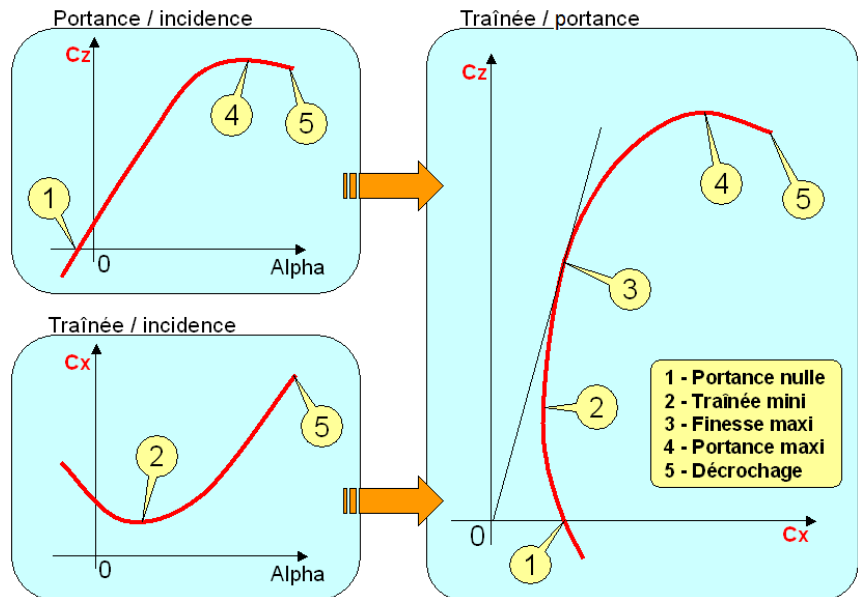 Portance / incidence
Cz
4
5
1
0
Alpha
Traînée / incidence
Cx
5
2
0
Alpha
Traînée / portance
Cz
4
5
3
2
1 - Portance nulle
2 - Traînée mini
3 - Finesse maxi
4 - Portance maxi
5 - Décrochage
0
1
Cx